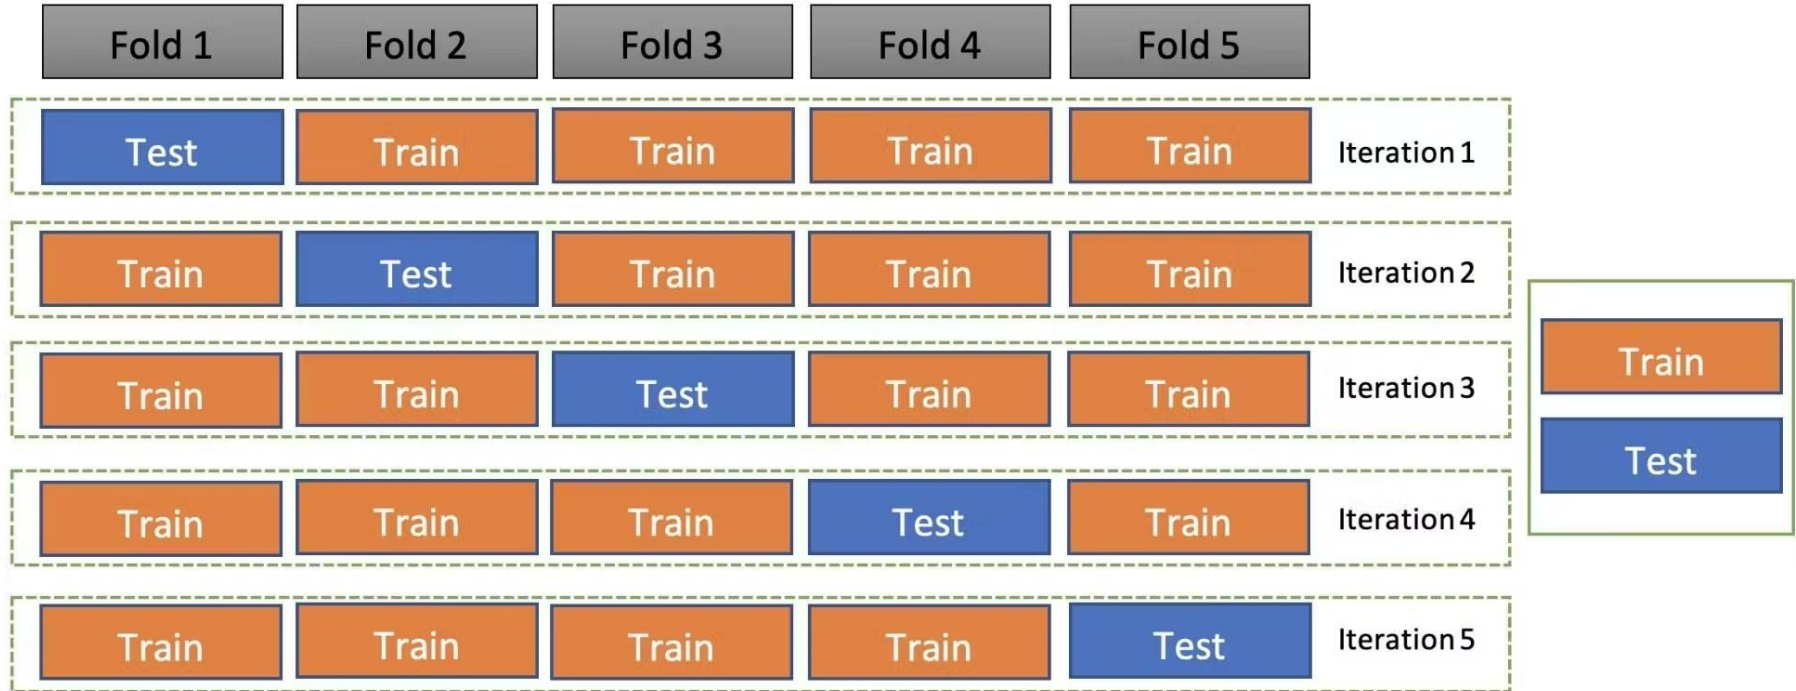 Fold 1 Fold 2 Fold 3 Fold 4 Fold 5
Test Train Train Train Train Iteration 1
Train Test Train Train Train Iteration 2
Train Train Test Train Train Iteration 3
Train Train Train Test Train Iteration 4
Train Train Train Train Test Iteration 5
Train
Test